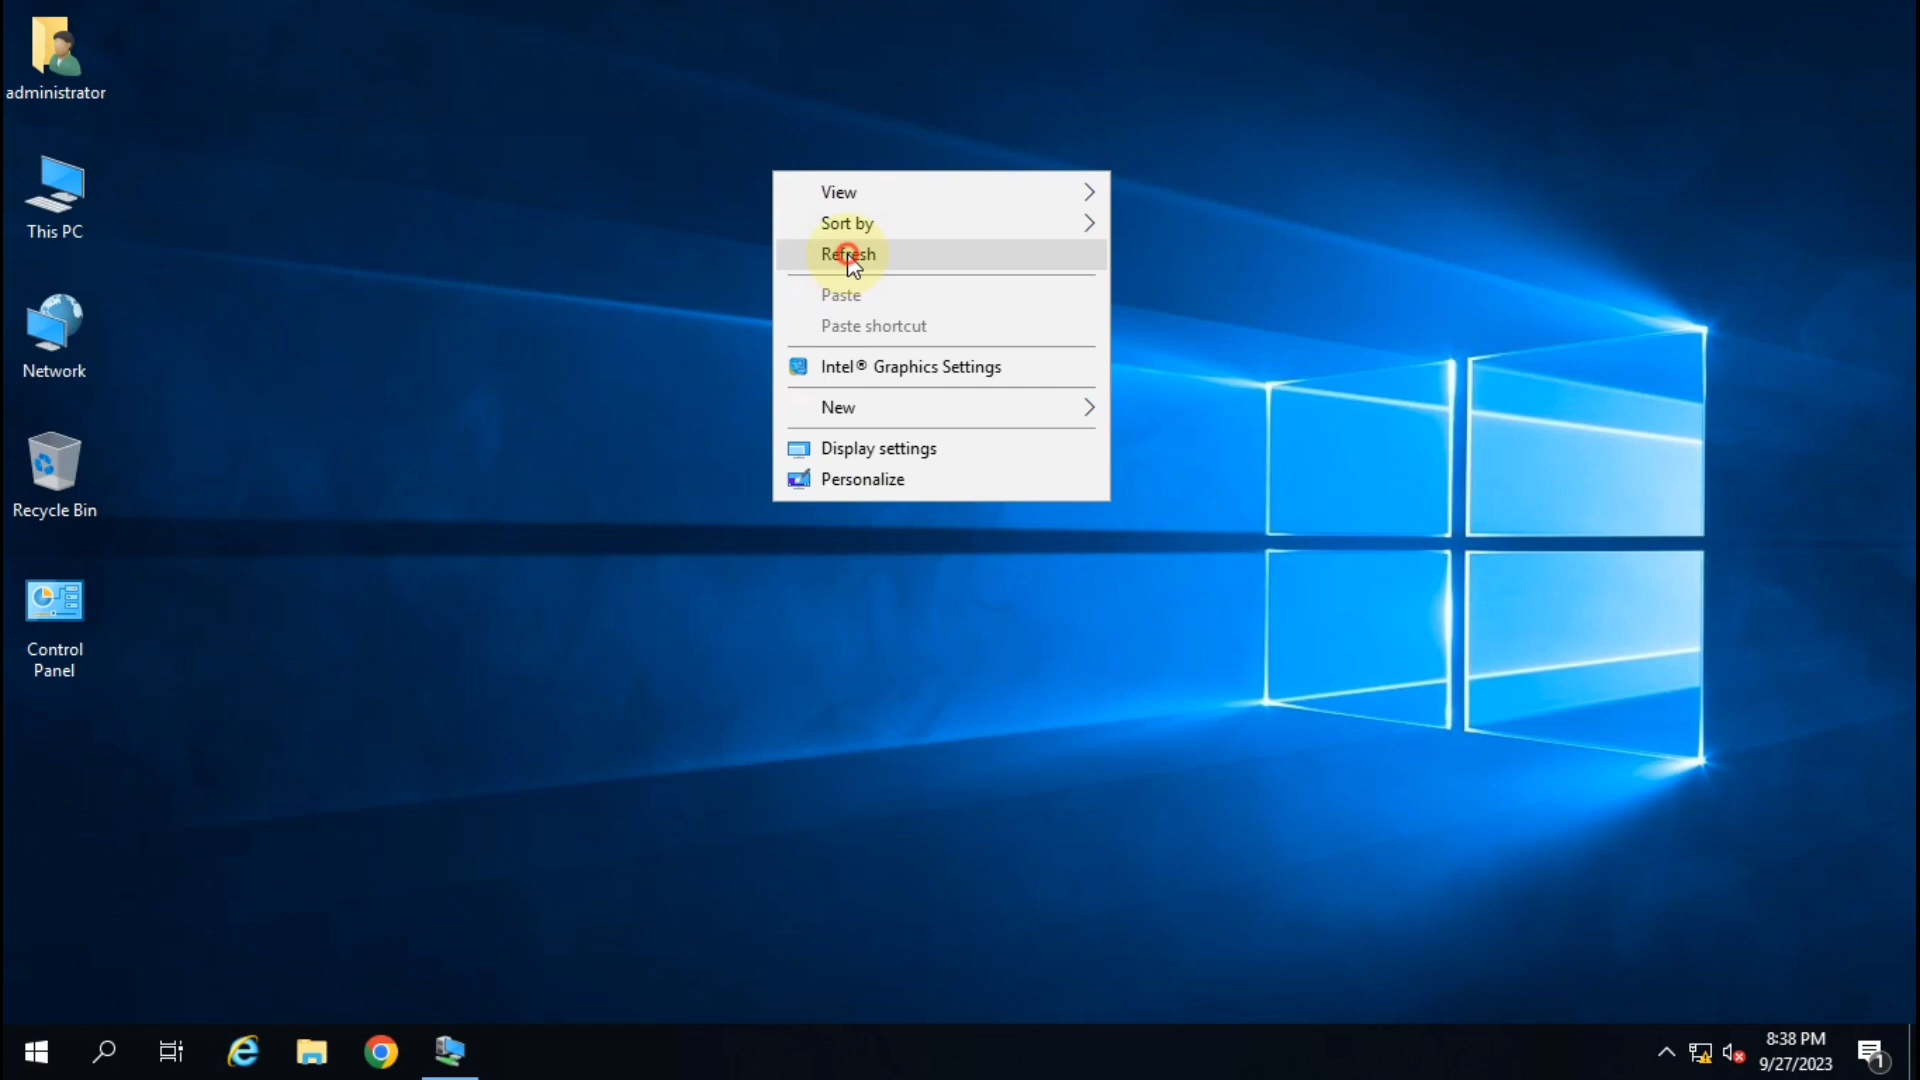 administrator
This PC
Network
Recycle Bin
Control
Panel
View
Sort by
Refresh
Paste
Paste shortcut
Intel® Graphics Settings
New
Display settings
Personalize
8:38 PM
9/27/2023
1